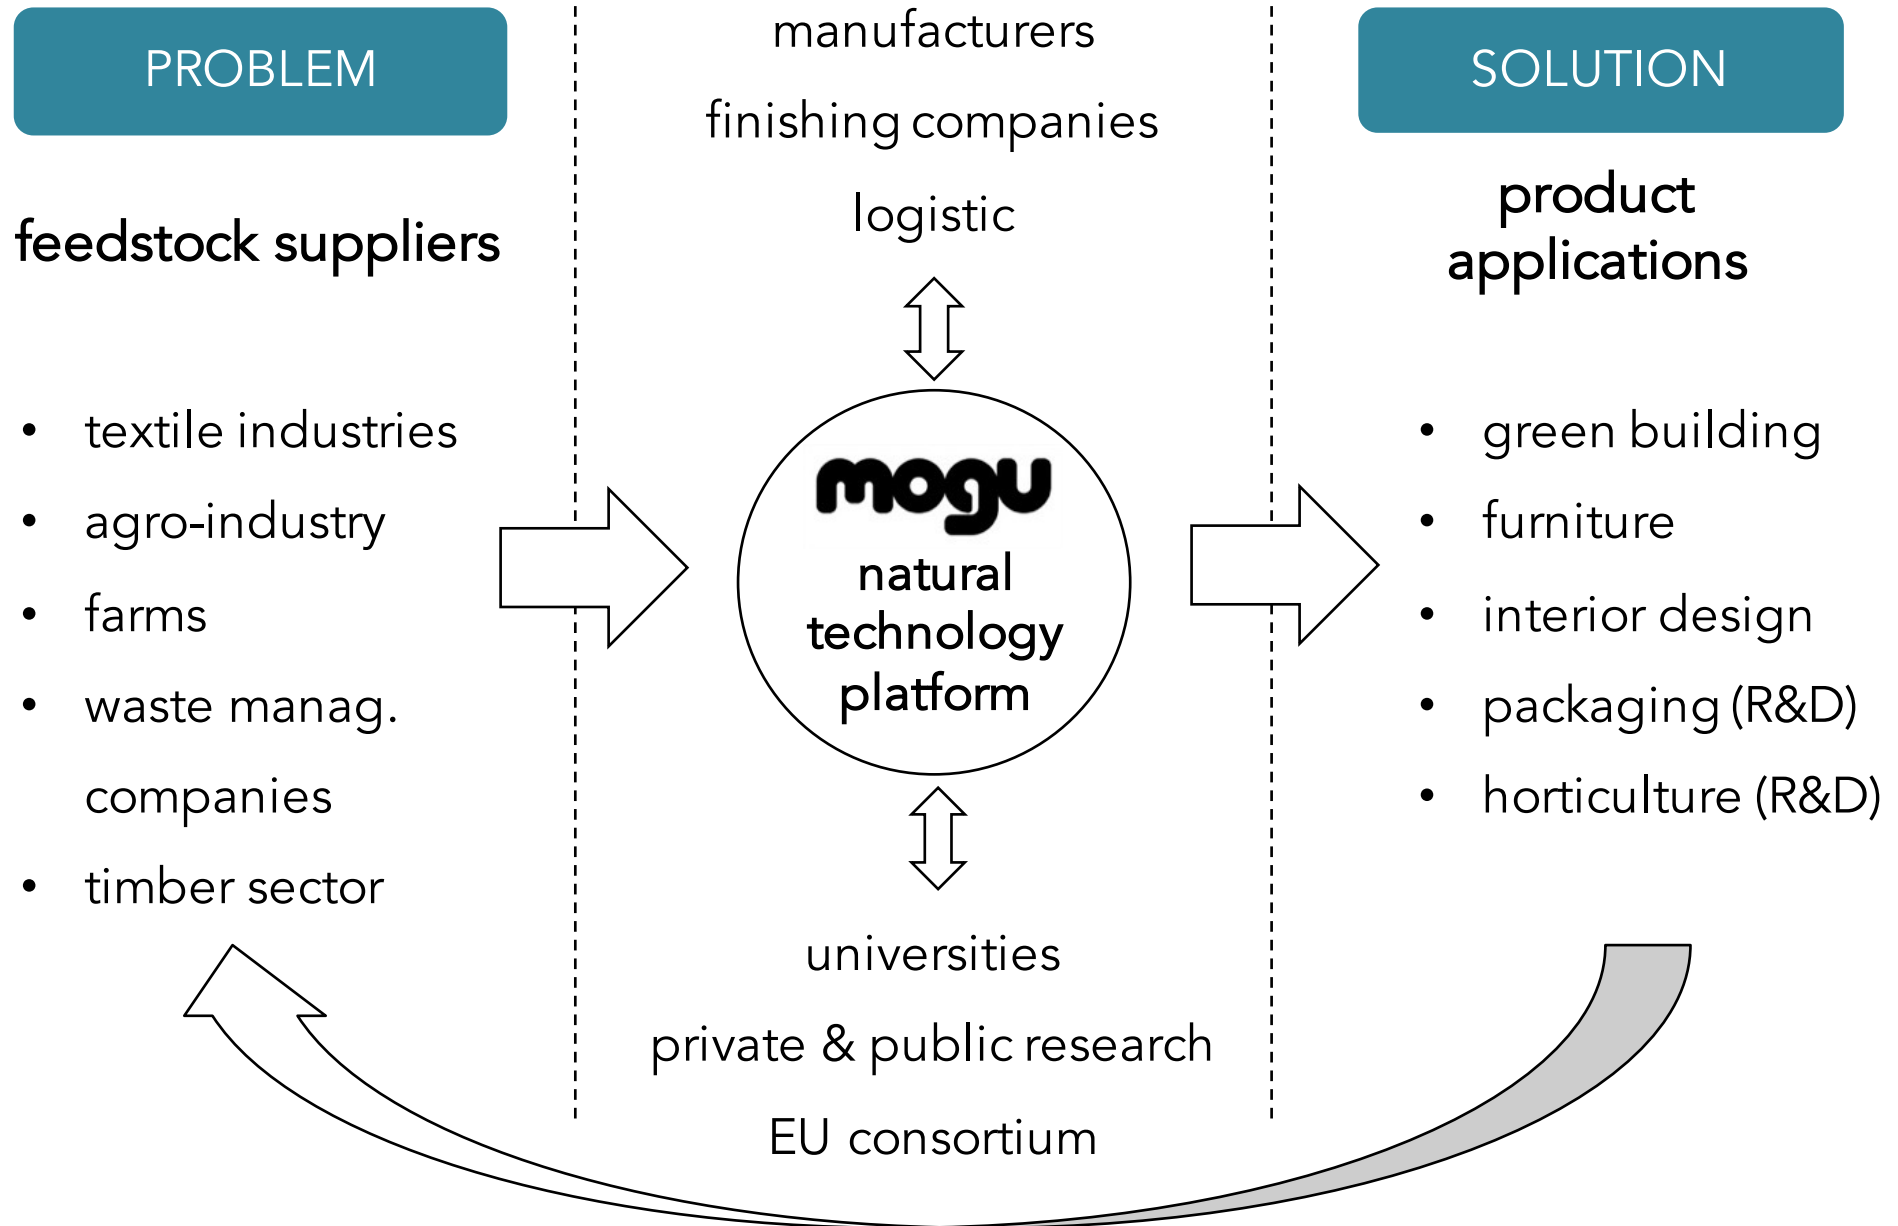 PROBLEM
feedstock suppliers
• textile industries
• agro-industry
• farms
• waste manag.
companies
• timber sector
manufacturers
finishing companies
logistic
mogu
natural
technology
platform
universities
private & public research
EU consortium
SOLUTION
product
applications
• green building
• furniture
• interior design
• packaging (R&D)
• horticulture (R&D)